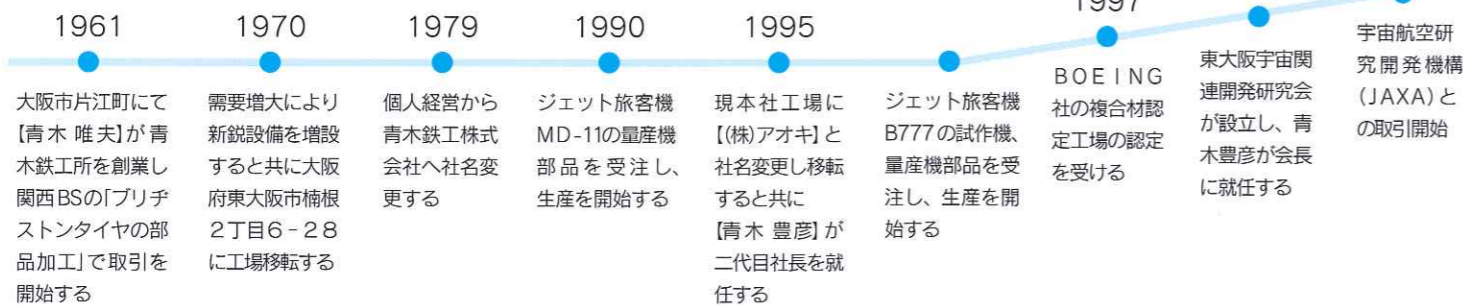 1961
大阪市片江町にて
【青木 唯夫】が青
木鉄工所を創業し
関西BSの「ブリヂ
ストンタイヤの部
品加工」で取引を
開始する
1970
需要増大により
新鋭設備を増設
すると共に大阪
府東大阪市楠根
2丁目6-28
に工場移転する
1979
個人経営から
青木鉄工株式
会社へ社名変
更する
1990
ジェット旅客機
MD-11の量産機
部品を受注し、
生産を開始する
1995
現本社工場に
【(株)アオキ】と
社名変更し移転
すると共に
【青木 豊彦】が
二代目社長を就
任する
ジェット旅客機
B777の試作機、
量産機部品を受
注し、生産を開
始する
1997
BOEING
社の複合材認
定工場の認定
を受ける
東大阪宇宙関
連開発研究会
が設立し、青
木豊彦が会長
に就任する
宇宙航空研
究開発機構
(JAXA)と
の取引開始